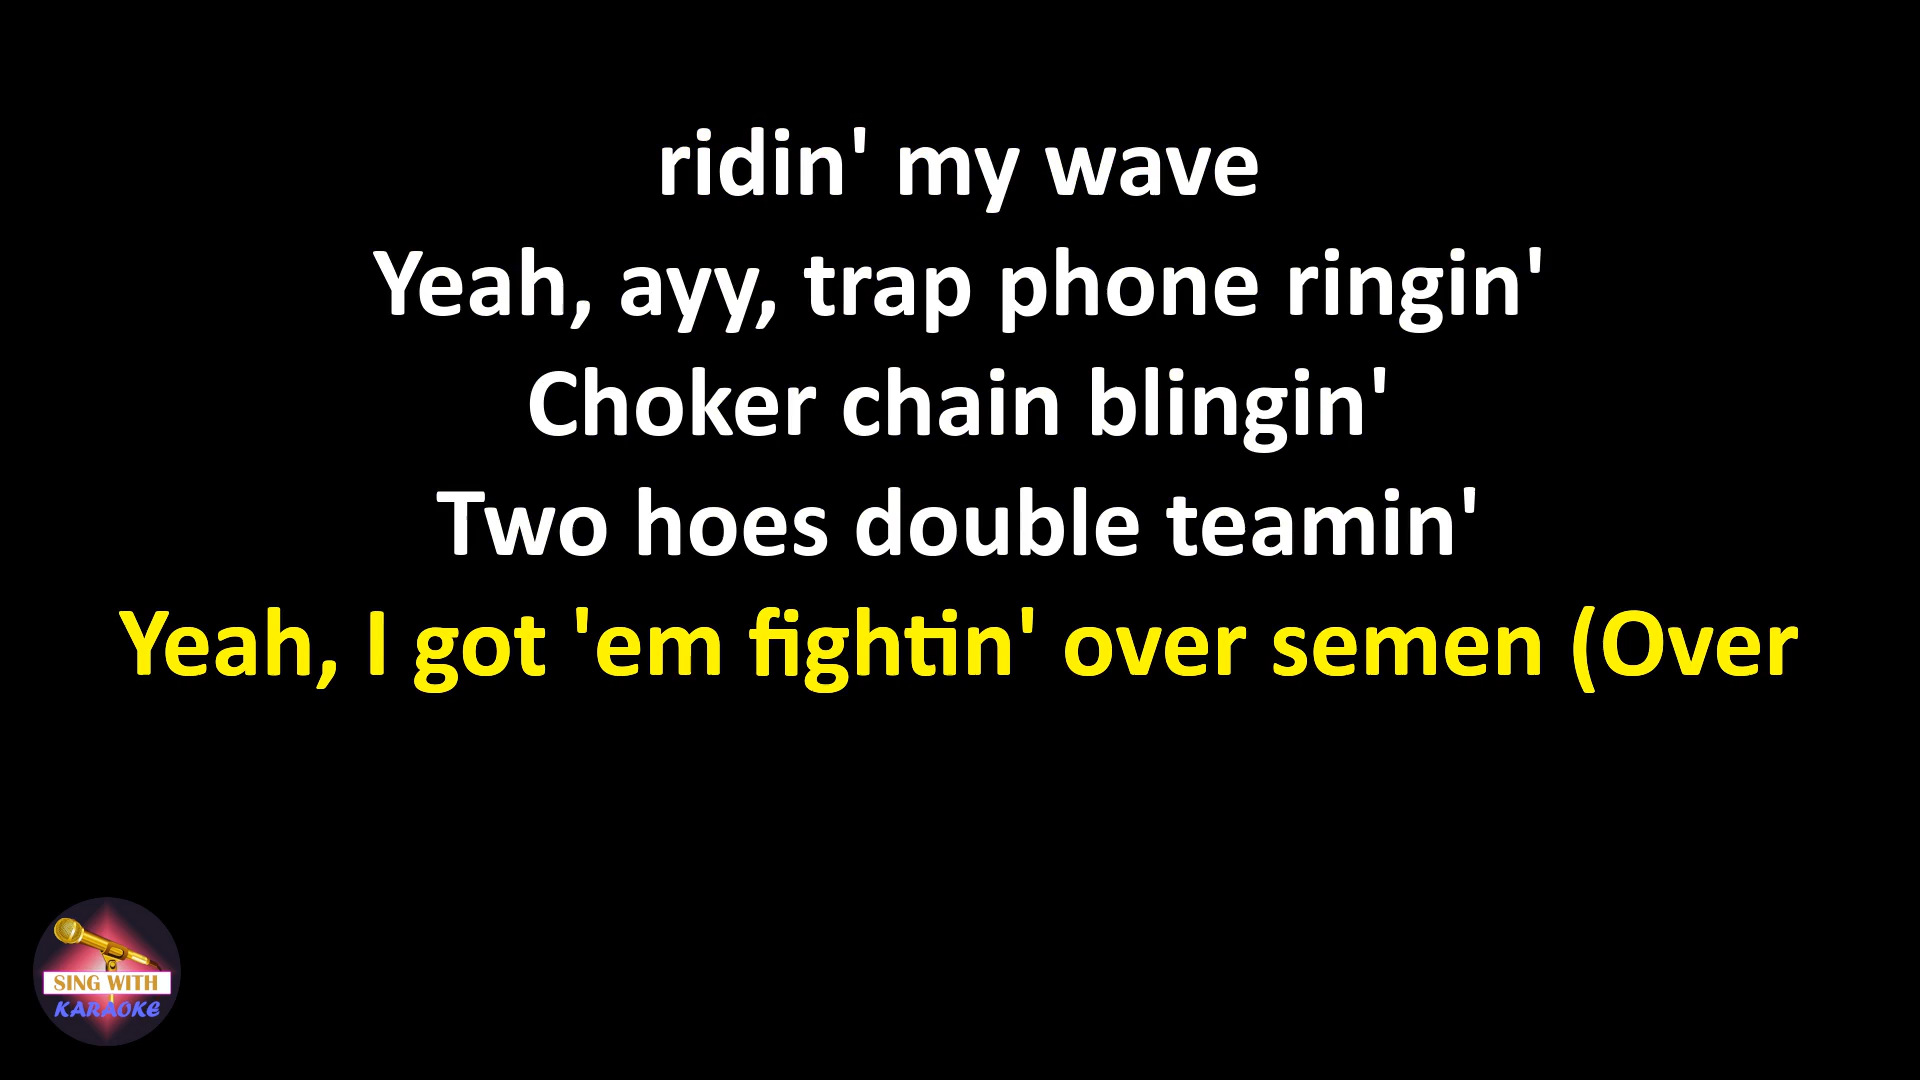 ridin' my wave
Yeah, ayy, trap phone ringin'
Choker chain blingin'
Two hoes double teamin'
Yeah, I got 'em fightin' over semen (Over
SING WITH
KARAOKE